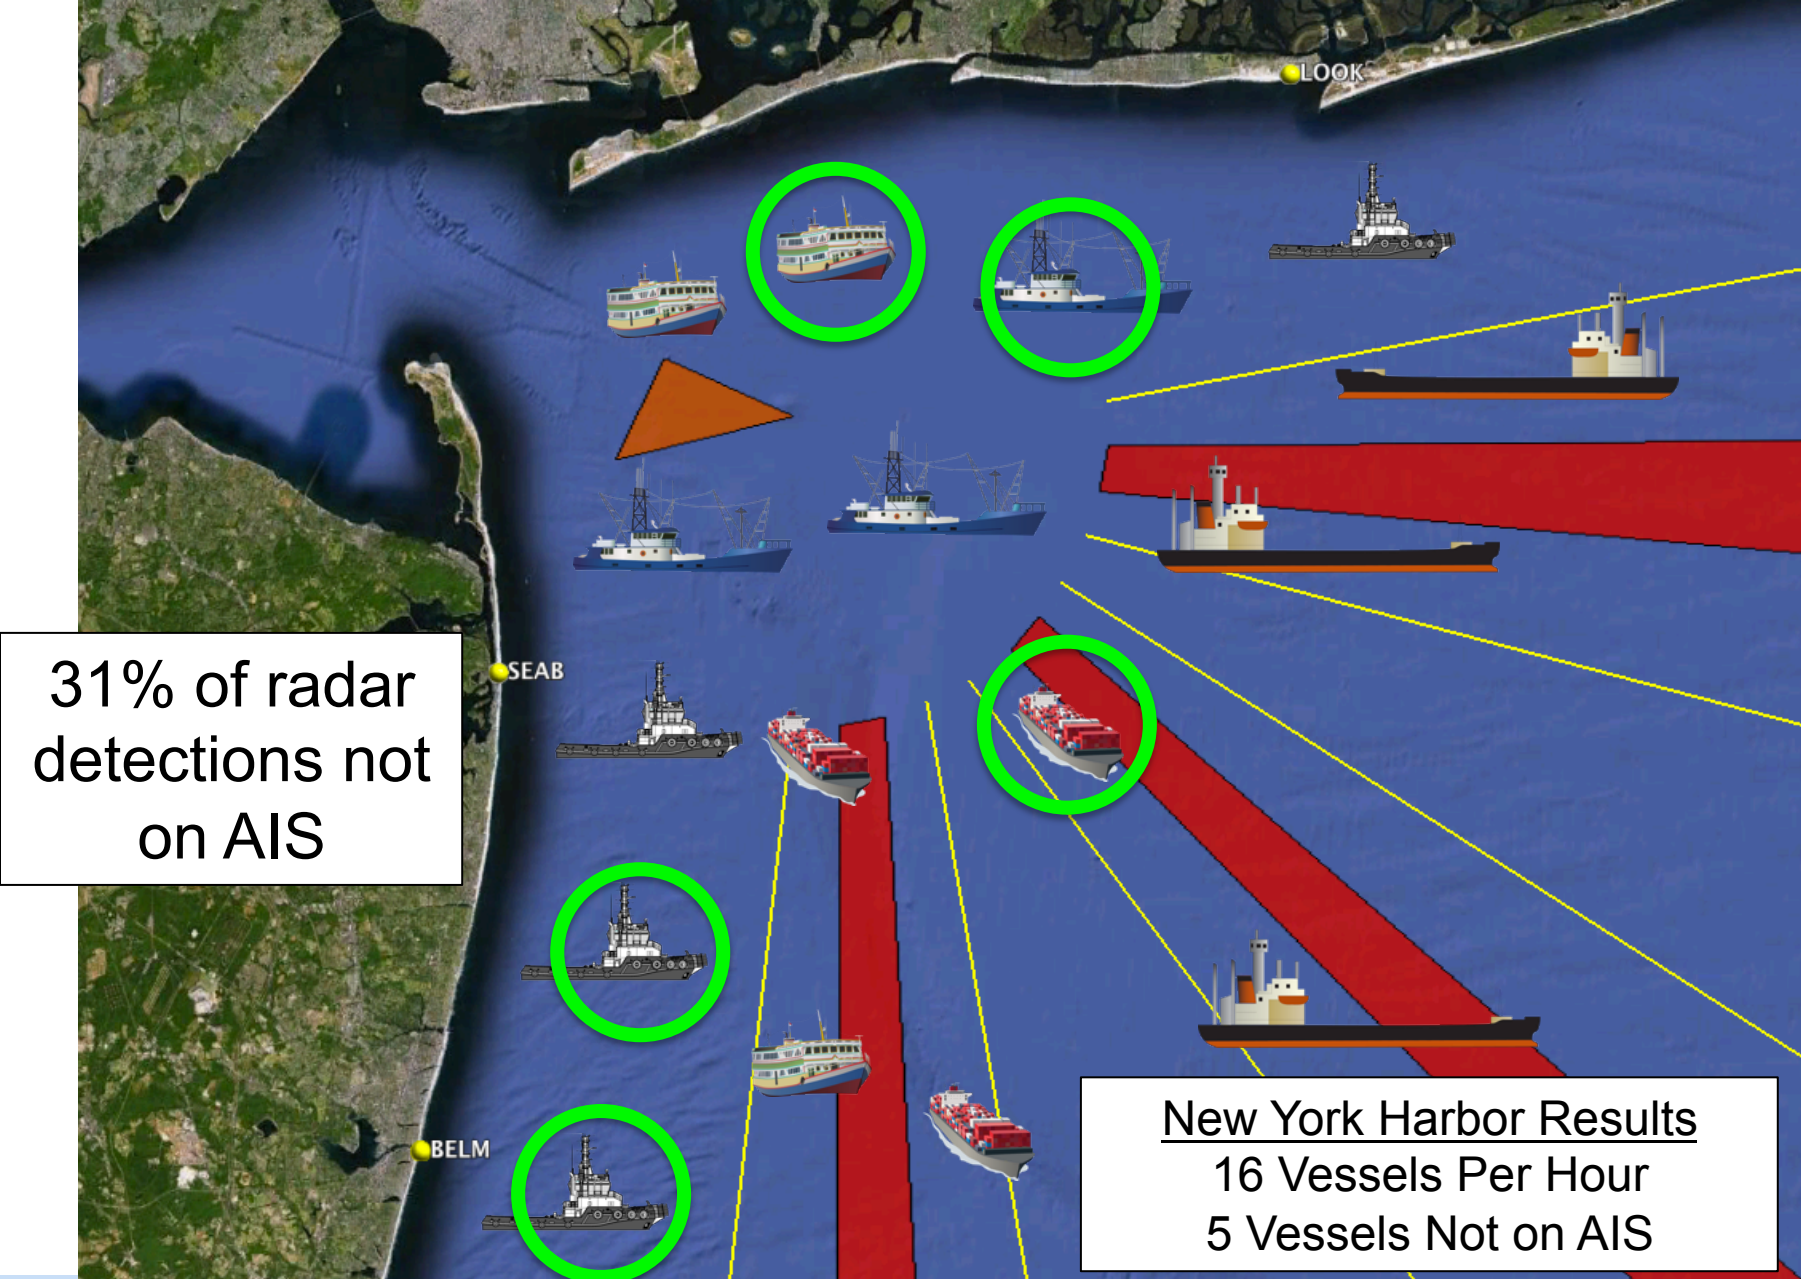 LOOK
SEAB
31% of radar
detections not
on AIS
BELM
New York Harbor Results
16 Vessels Per Hour
5 Vessels Not on AIS